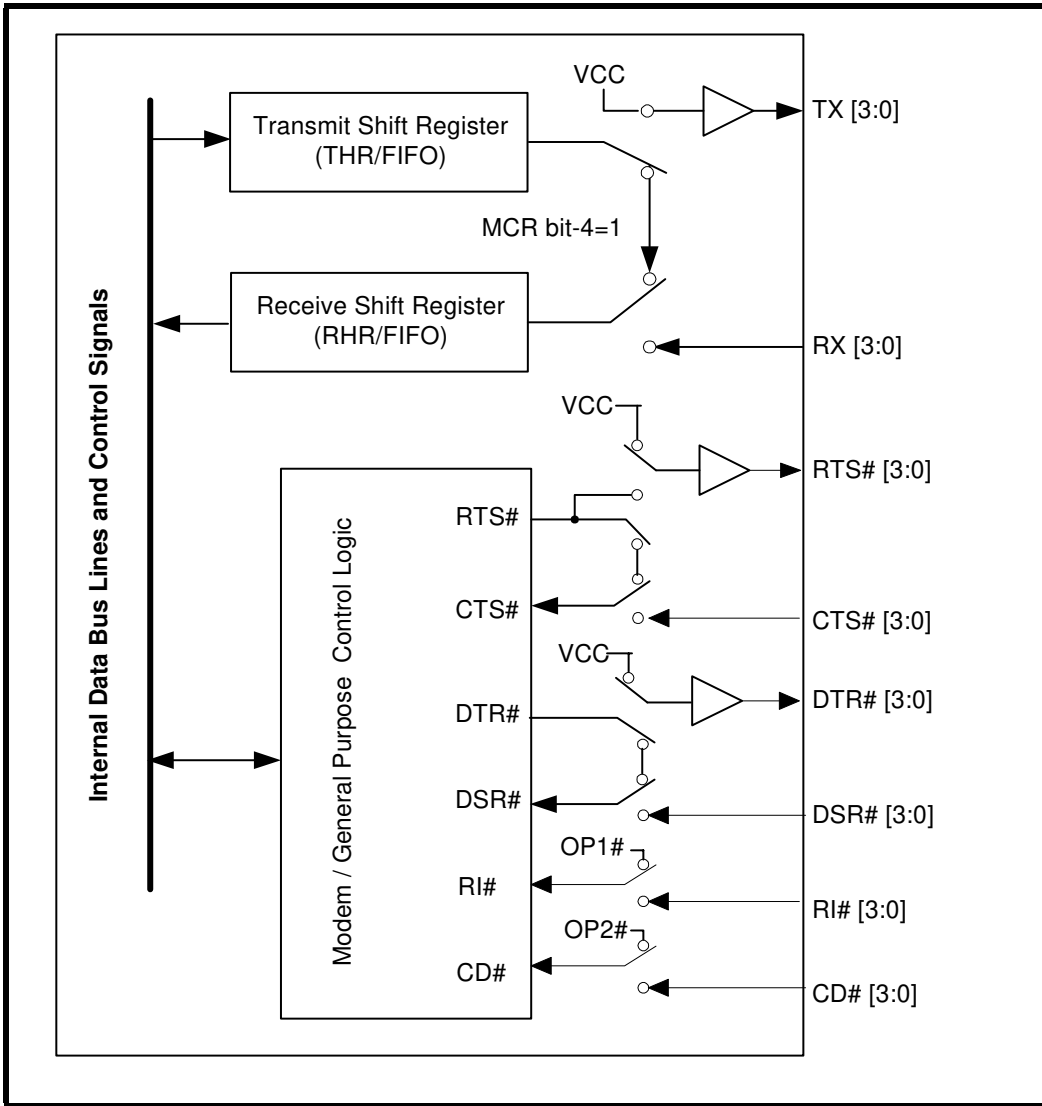 VCC
TX [3:0]
Transmit Shift Register
(THR/FIFO)
MCR bit-4=1
Receive Shift Register
(RHR/FIFO)
RX [3:0]
Internal Data Bus Lines and Control Signals
VCC
RTS# [3:0]
Modem / General Purpose Control Logic
RTS#
CTS#
CTS# [3:0]
VCC
DTR#
DTR# [3:0]
DSR#
DSR# [3:0]
OP1#
RI#
RI# [3:0]
OP2#
CD#
CD# [3:0]